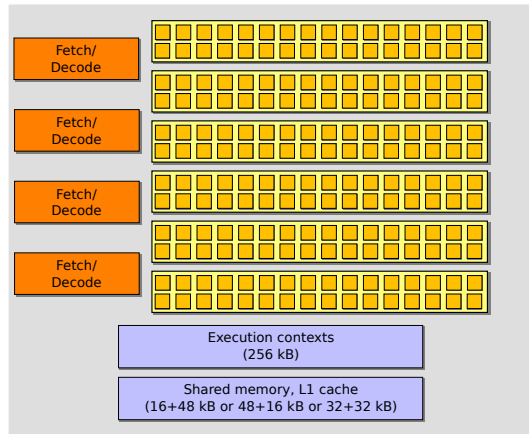 Fetch/
Decode
Fetch/
Decode
Fetch/
Decode
Fetch/
Decode
Execution contexts
(256 kB)
Shared memory, L1 cache
(16+48 kB or 48+16 kB or 32+32 kB)